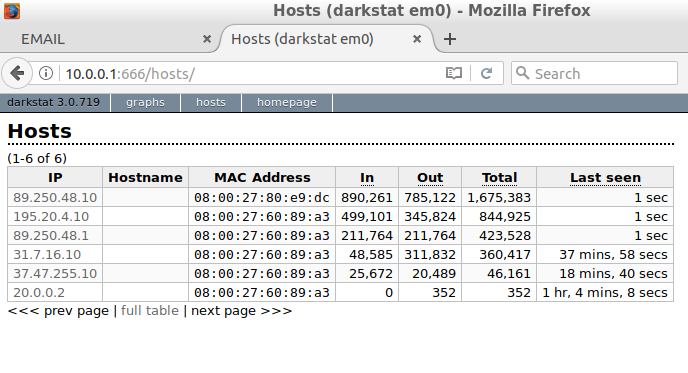 Hosts (darkstat em0) - Mozilla Firefox
EMAIL × Hosts (darkstat em0) × +
10.0.0.1:666/hosts/ Search
darkstat 3.0.719 graphs hosts homepage
Hosts
(1-6 of 6)
IP Hostname MAC Address In Out Total Last seen
89.250.48.10 08:00:27:80:e9:dc 890,261 785,122 1,675,383 1 sec
195.20.4.10 08:00:27:60:89:a3 499,101 345,824 844,925 1 sec
89.250.48.1 08:00:27:60:89:a3 211,764 211,764 423,528 1 sec
31.7.16.10 08:00:27:60:89:a3 48,585 311,832 360,417 37 mins, 58 secs
37.47.255.10 08:00:27:60:89:a3 25,672 20,489 46,161 18 mins, 40 secs
20.0.0.2 08:00:27:60:89:a3 0 352 352 1 hr, 4 mins, 8 secs
<<< prev page | full table | next page >>>